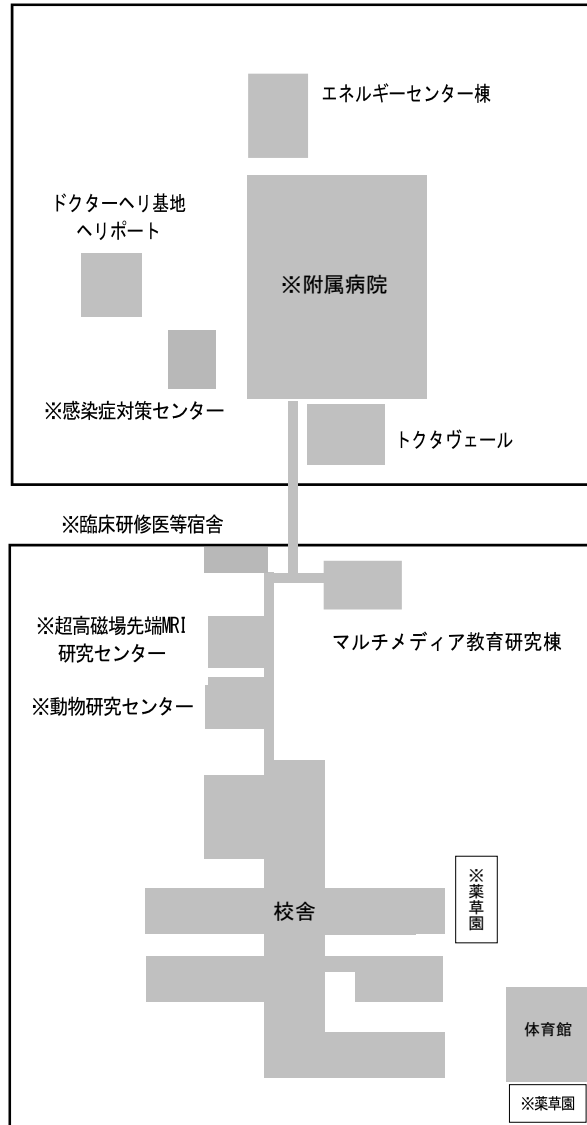 エネルギーセンター棟
ドクターヘリ基地
ヘリポート
※附属病院
※感染症対策センター
トクタヴェール
※臨床研修医等宿舎
※超高磁場先端MRI
研究センター
マルチメディア教育研究棟
※動物研究センター
校舎
※薬草園
体育館
※薬草園